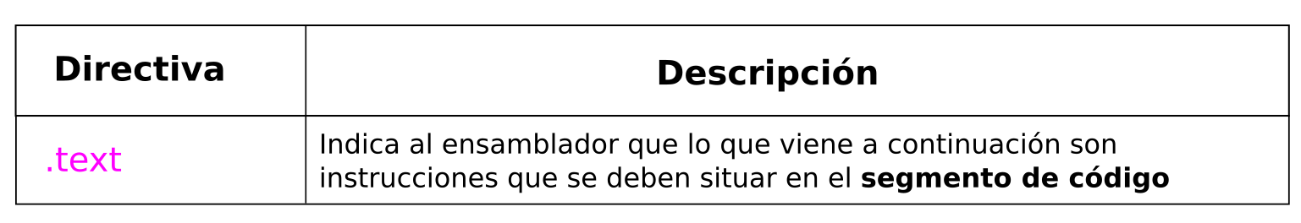 Directiva
Descripción
.text
Indica al ensamblador que lo que viene a continuación son
instrucciones que se deben situar en el segmento de código